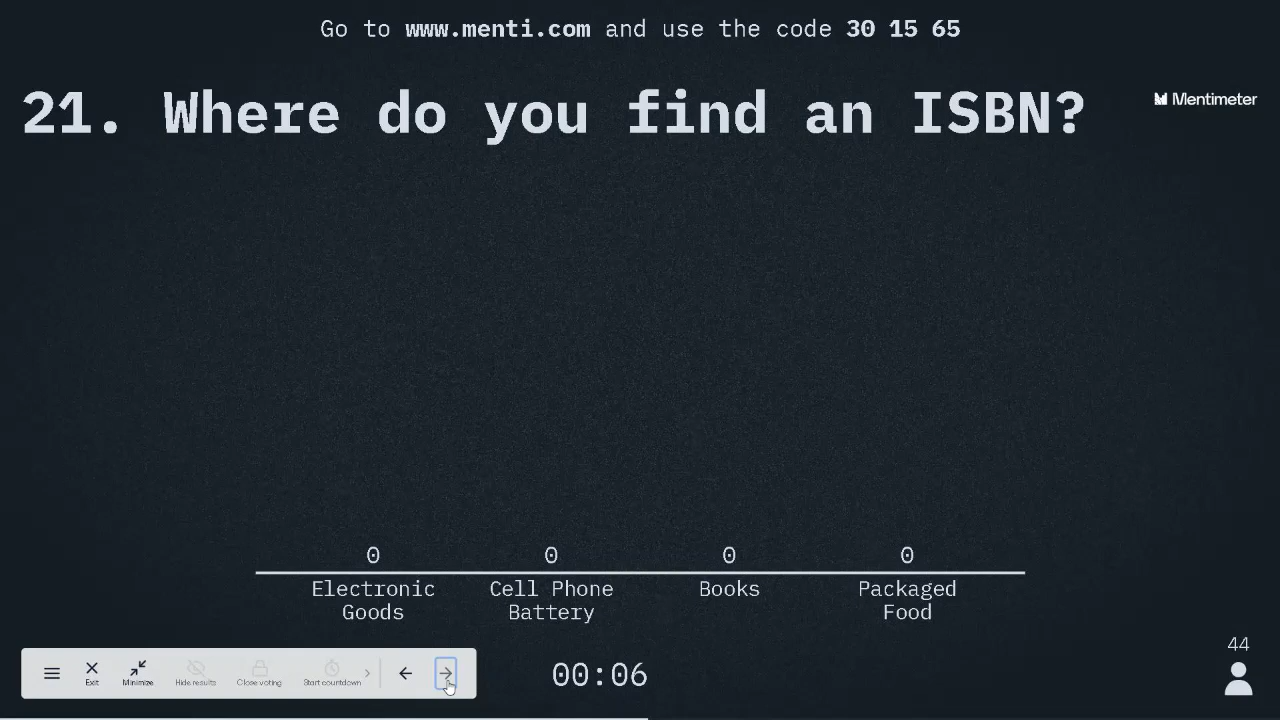 Go to www.menti.com and use the code 30 15 65
21. Where do you find an ISBN?
Mentimeter
0 0 0 0
Electronic Cell Phone Books Packaged
Goods Battery Food
44
Exit Minimize Hide results Close voting Start countdown
00:06